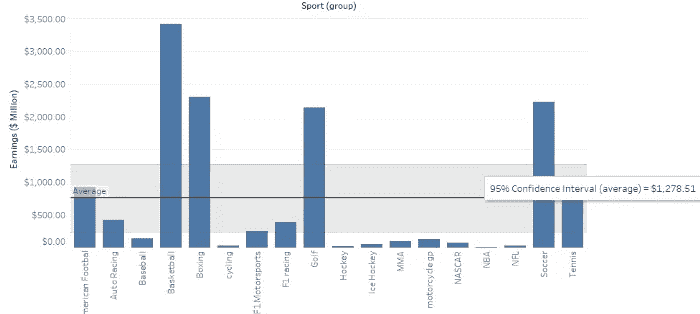 Sport (group)
Earnings ($ Million)
$3,500.00
$3,000.00
$2,500.00
$2,000.00
$1,500.00
$1,000.00
$500.00
$0.00
Average
95% Confidence Interval (average) = $1,278.51
merican Footbal
Auto Racing
Baseball
Basketball
Boxing
cycling
F1 Motorsports
F1 racing
Golf
Hockey
Ice Hockey
MMA
motorcycle gp
NASCAR
NBA
NFL
Soccer
Tennis